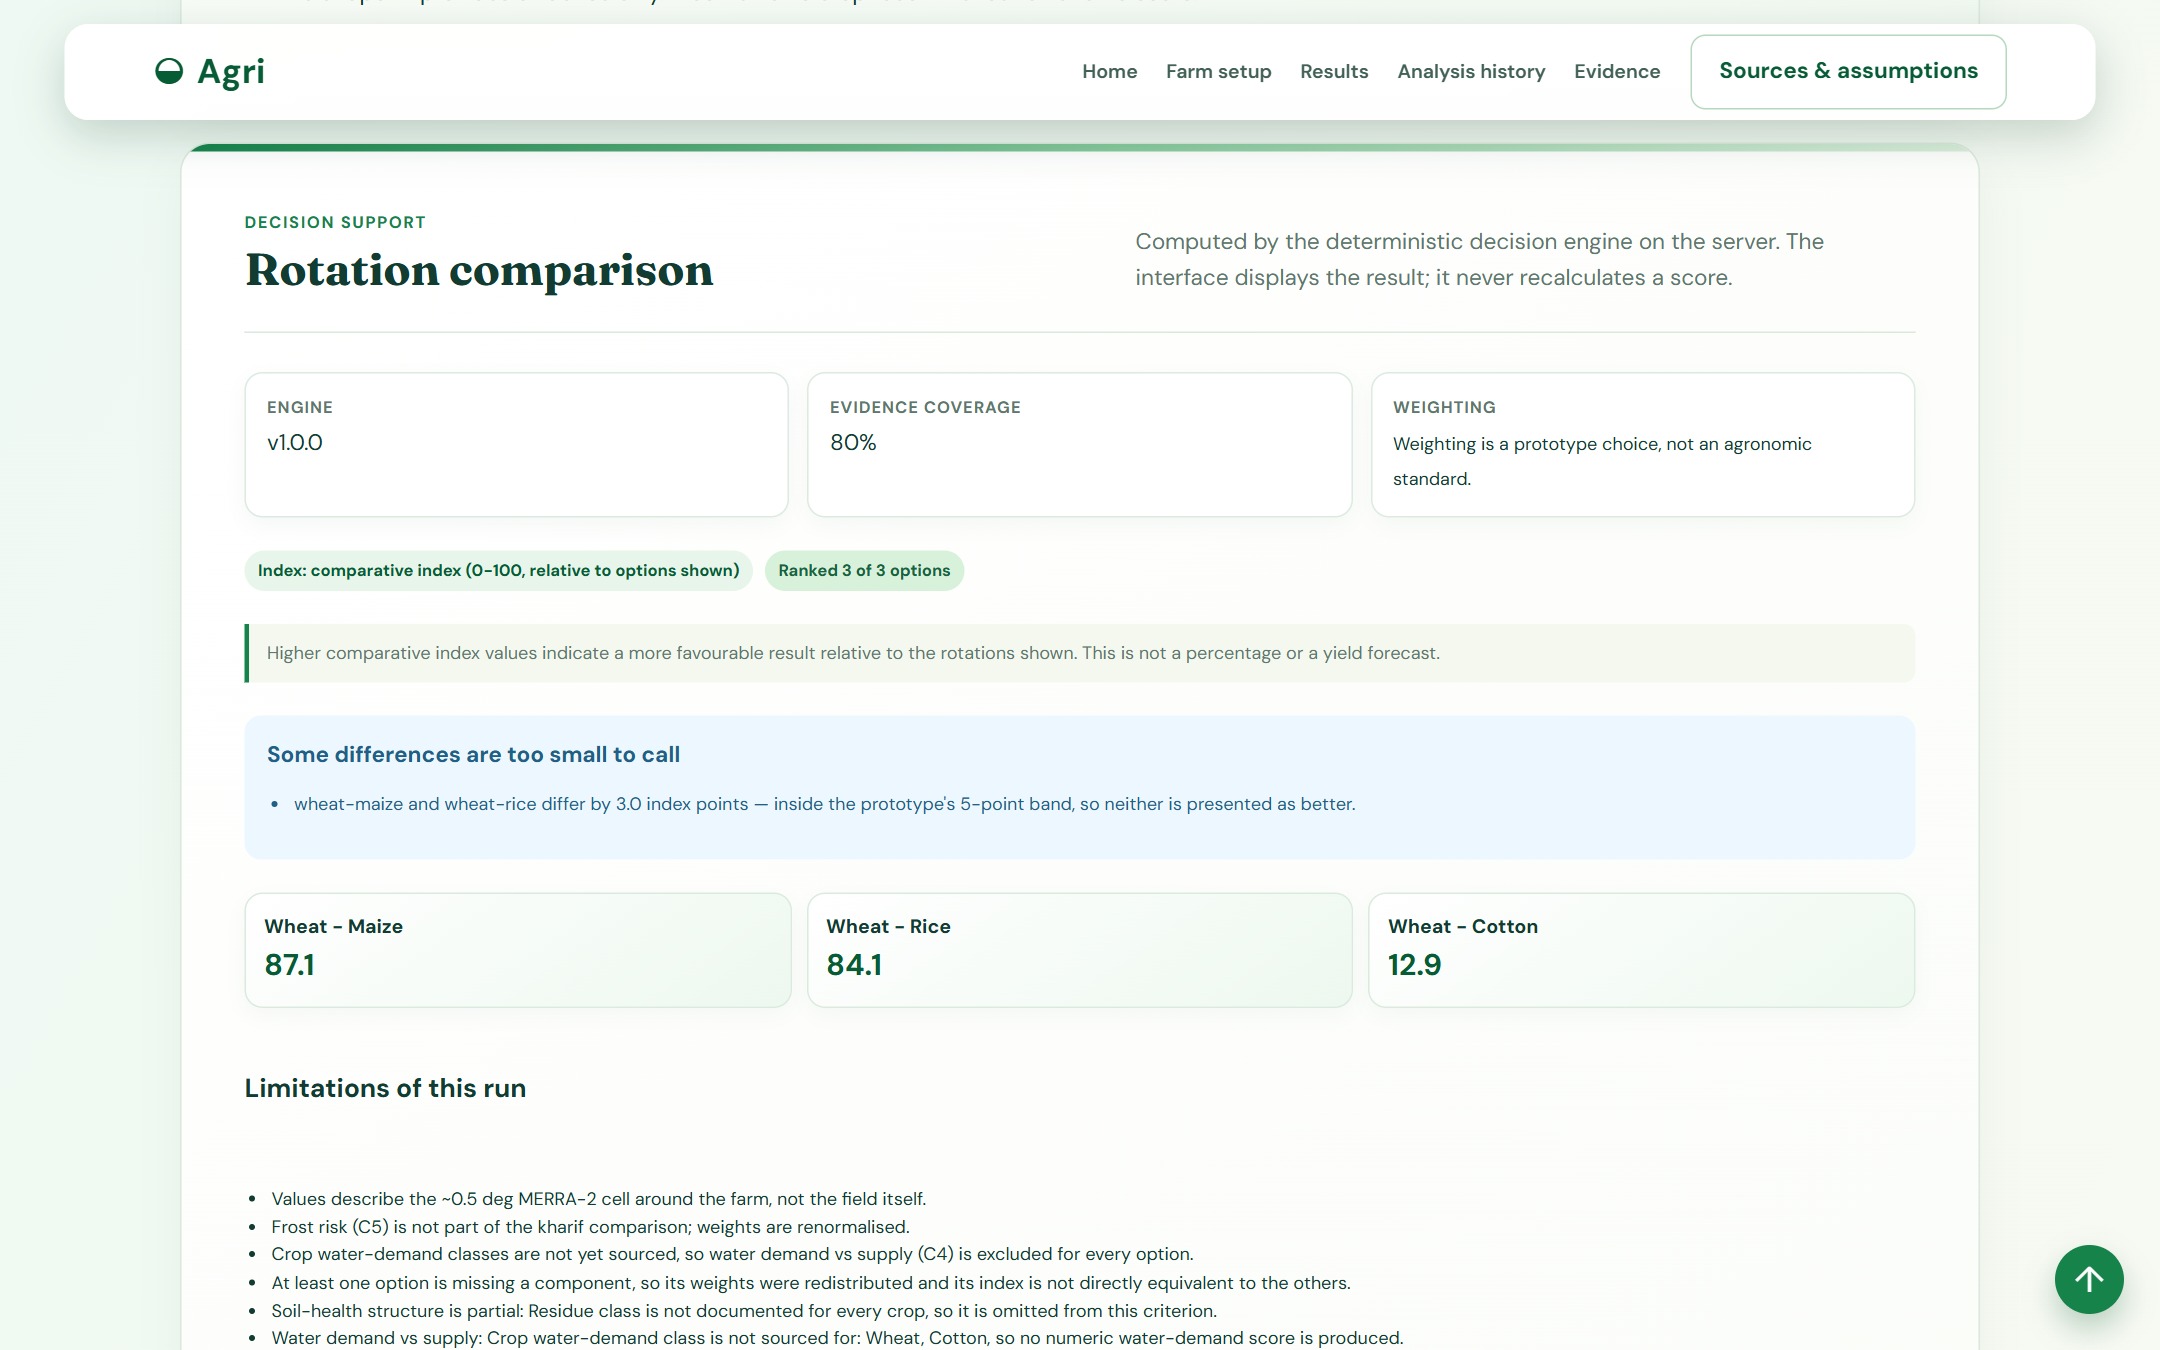 Agri
Home
Farm setup
Results
Analysis history
Evidence
Sources & assumptions
DECISION SUPPORT
Rotation comparison
Computed by the deterministic decision engine on the server. The
interface displays the result; it never recalculates a score.
ENGINE
v1.0.0
EVIDENCE COVERAGE
80%
WEIGHTING
Weighting is a prototype choice, not an agronomic
standard.
Index: comparative index (0-100, relative to options shown)
Ranked 3 of 3 options
Higher comparative index values indicate a more favourable result relative to the rotations shown. This is not a percentage or a yield forecast.
Some differences are too small to call
• wheat-maize and wheat-rice differ by 3.0 index points — inside the prototype's 5-point band, so neither is presented as better.
Wheat - Maize
87.1
Wheat - Rice
84.1
Wheat - Cotton
12.9
Limitations of this run
• Values describe the ~0.5 deg MERRA-2 cell around the farm, not the field itself.
• Frost risk (C5) is not part of the kharif comparison; weights are renormalised.
• Crop water-demand classes are not yet sourced, so water demand vs supply (C4) is excluded for every option.
• At least one option is missing a component, so its weights were redistributed and its index is not directly equivalent to the others.
• Soil-health structure is partial: Residue class is not documented for every crop, so it is omitted from this criterion.
• Water demand vs supply: Crop water-demand class is not sourced for: Wheat, Cotton, so no numeric water-demand score is produced.